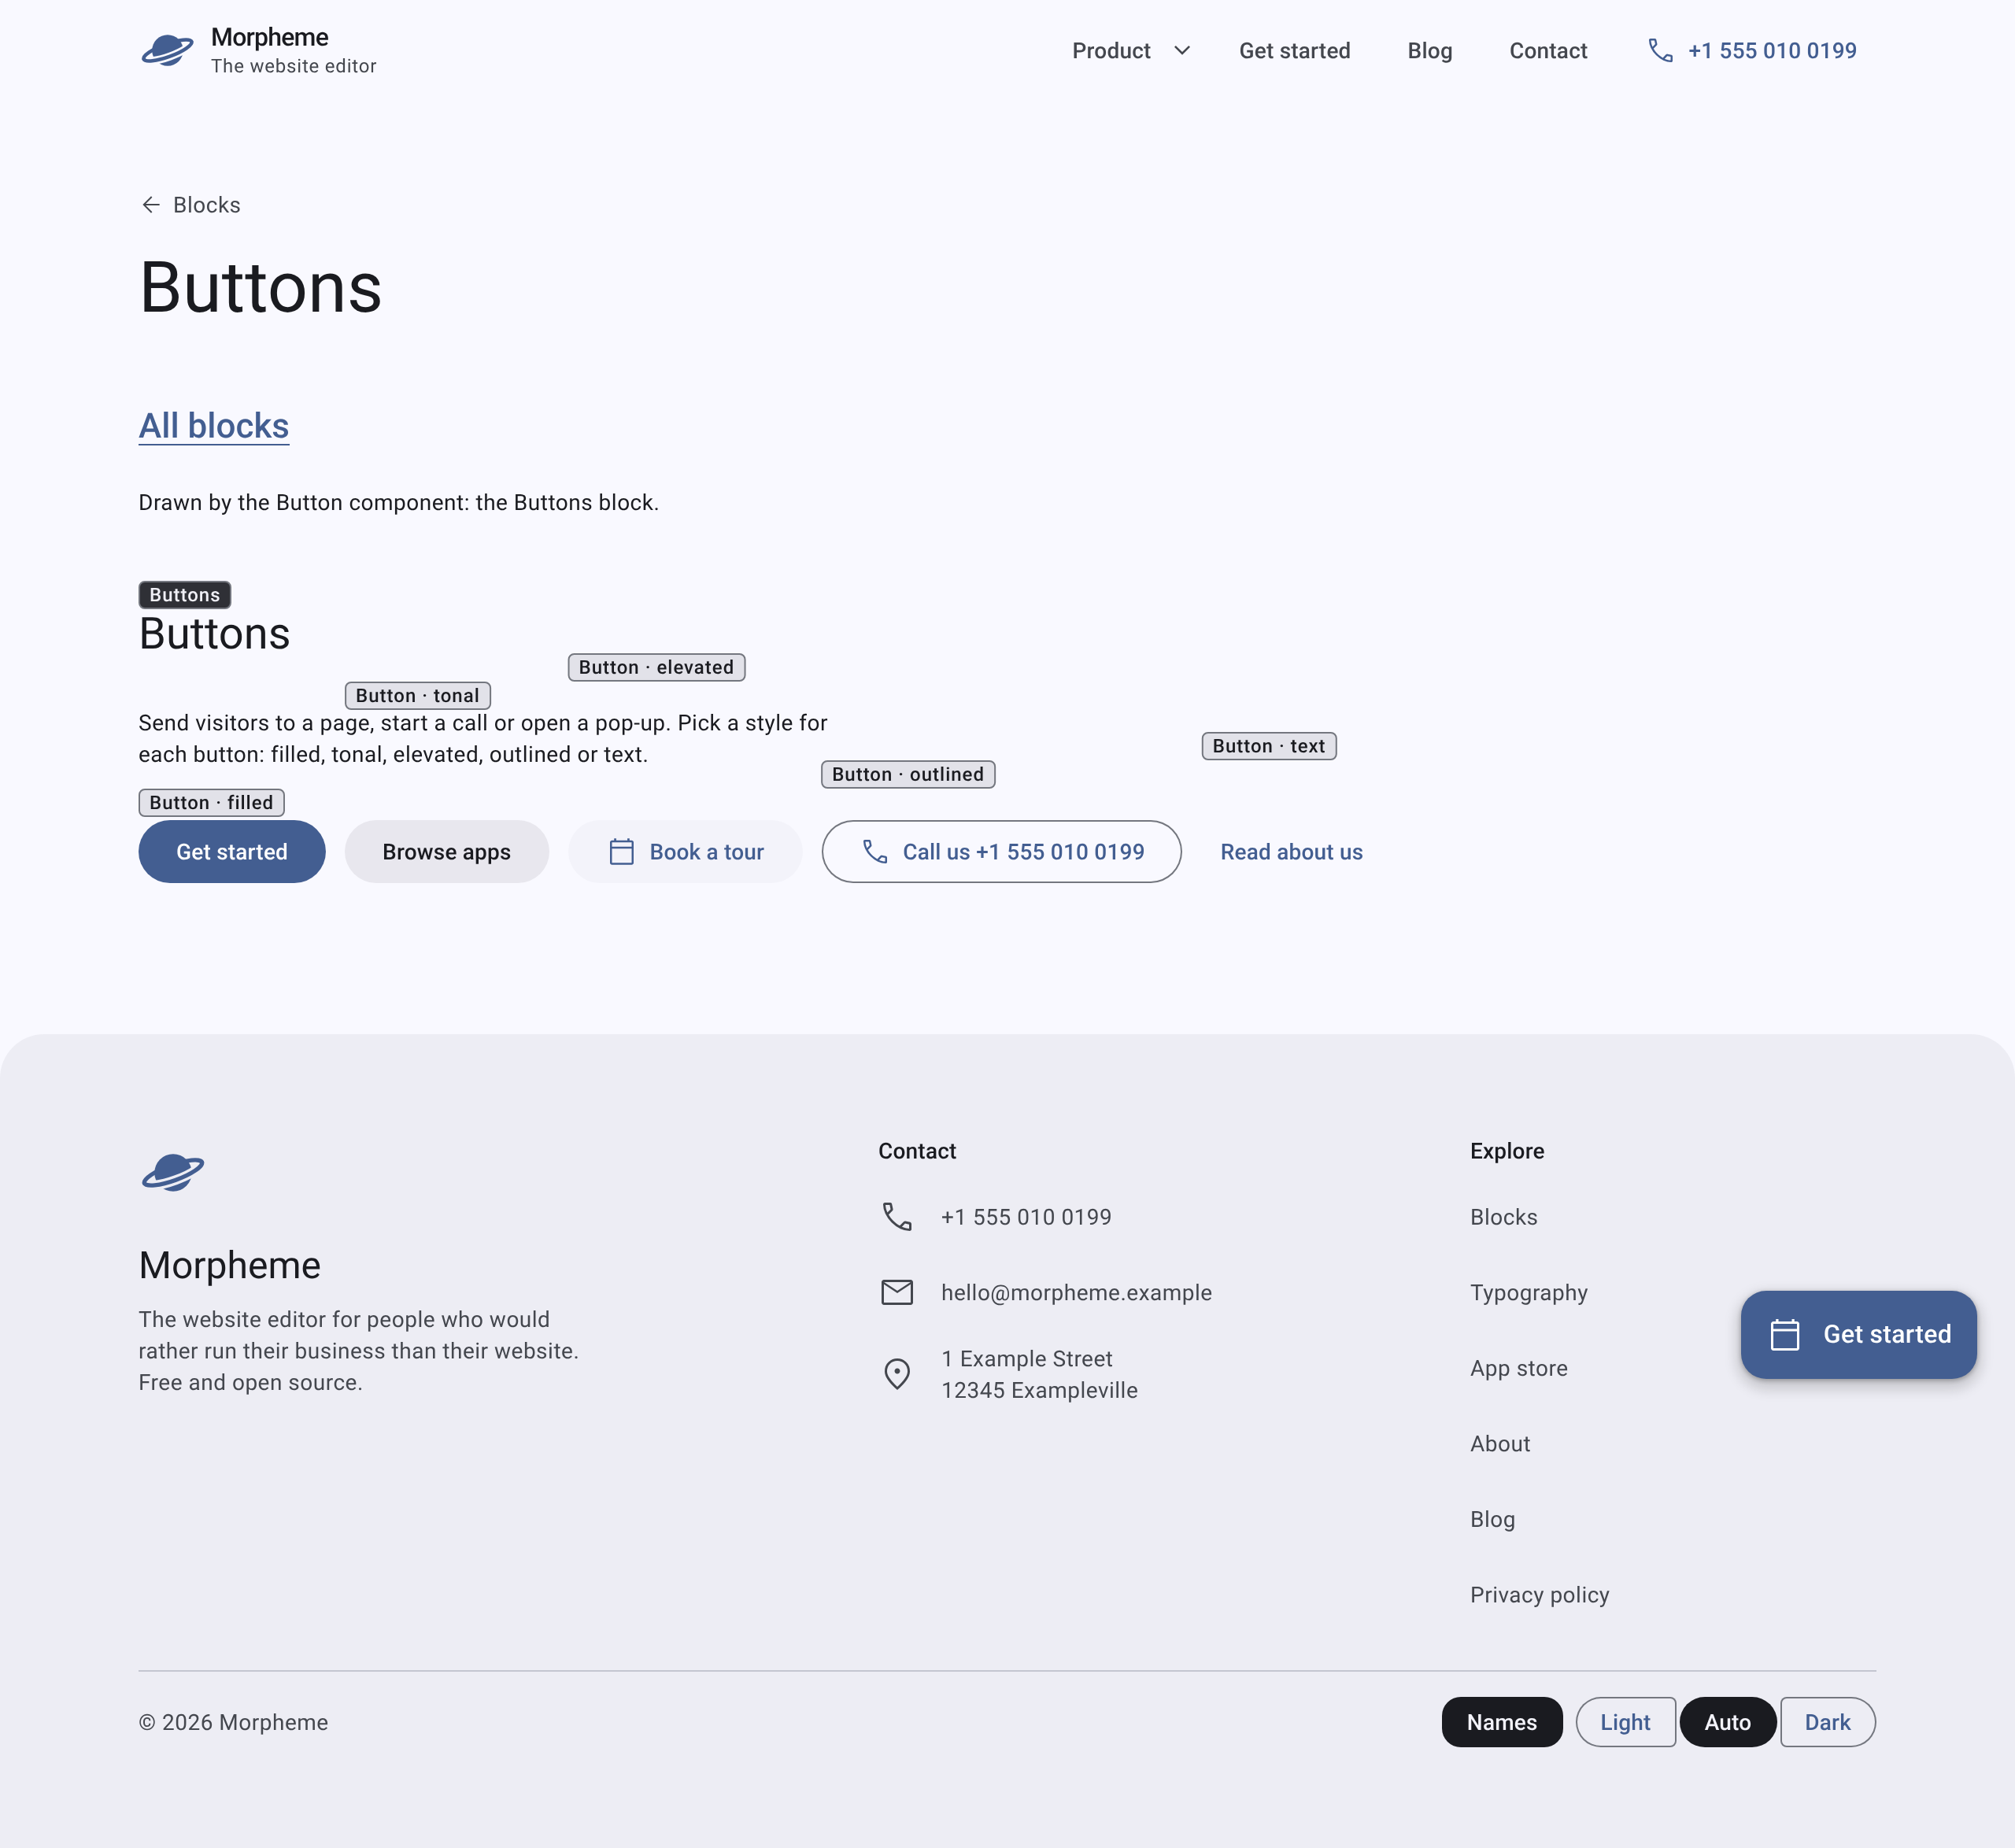 Morpheme
The website editor
Product
Get started
Blog
Contact
+1 555 010 0199
Blocks
Buttons
All blocks
Drawn by the Button component: the Buttons block.
Buttons
Buttons
Button · elevated
Button · tonal
Send visitors to a page, start a call or open a pop-up. Pick a style for
each button: filled, tonal, elevated, outlined or text.
Button · text
Button · outlined
Button · filled
Get started
Browse apps
Book a tour
Call us +1 555 010 0199
Read about us
Morpheme
The website editor for people who would
rather run their business than their website.
Free and open source.
Contact
+1 555 010 0199
hello@morpheme.example
1 Example Street
12345 Exampleville
Explore
Blocks
Typography
App store
About
Blog
Privacy policy
Get started
© 2026 Morpheme
Names
Light
Auto
Dark